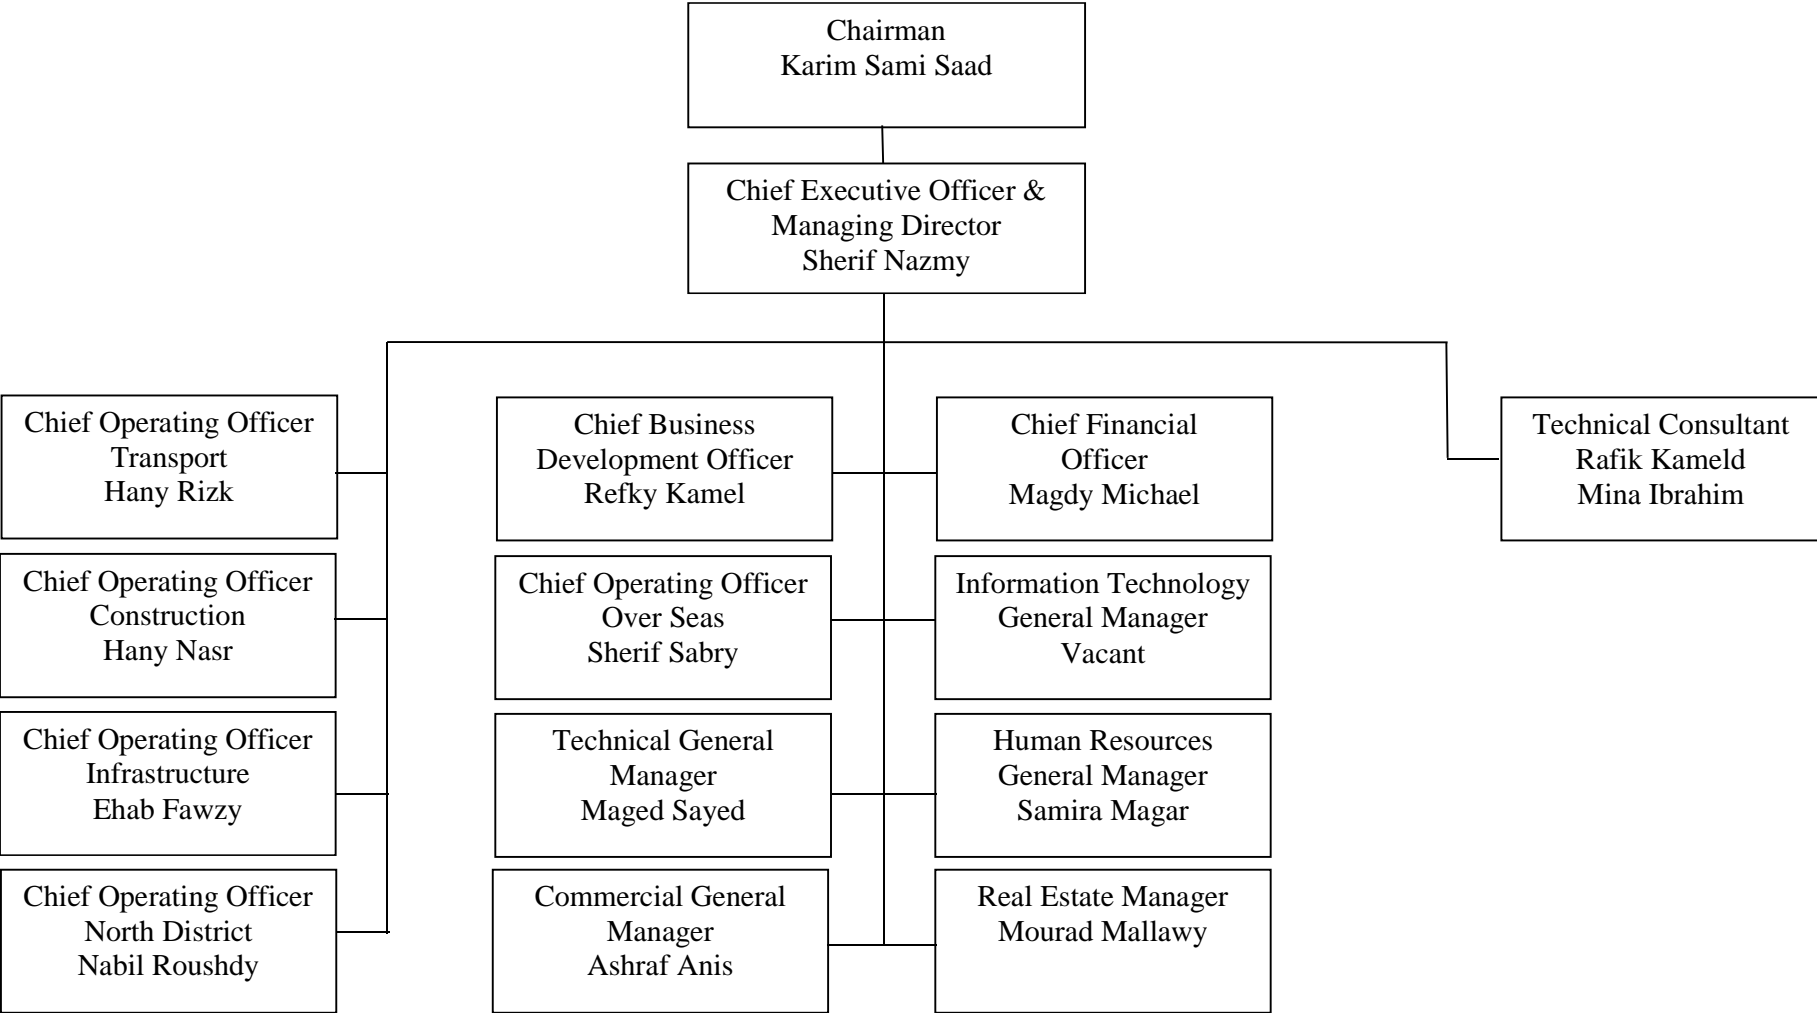 Chairman
Karim Sami Saad
Chief Executive Officer &
Managing Director
Sherif Nazmy
Chief Operating Officer
Transport
Hany Rizk
Chief Business
Development Officer
Refky Kamel
Chief Financial
Officer
Magdy Michael
Technical Consultant
Rafik Kameld
Mina Ibrahim
Chief Operating Officer
Construction
Hany Nasr
Chief Operating Officer
Over Seas
Sherif Sabry
Information Technology
General Manager
Vacant
Chief Operating Officer
Infrastructure
Ehab Fawzy
Technical General
Manager
Maged Sayed
Human Resources
General Manager
Samira Magar
Chief Operating Officer
North District
Nabil Roushdy
Commercial General
Manager
Ashraf Anis
Real Estate Manager
Mourad Mallawy